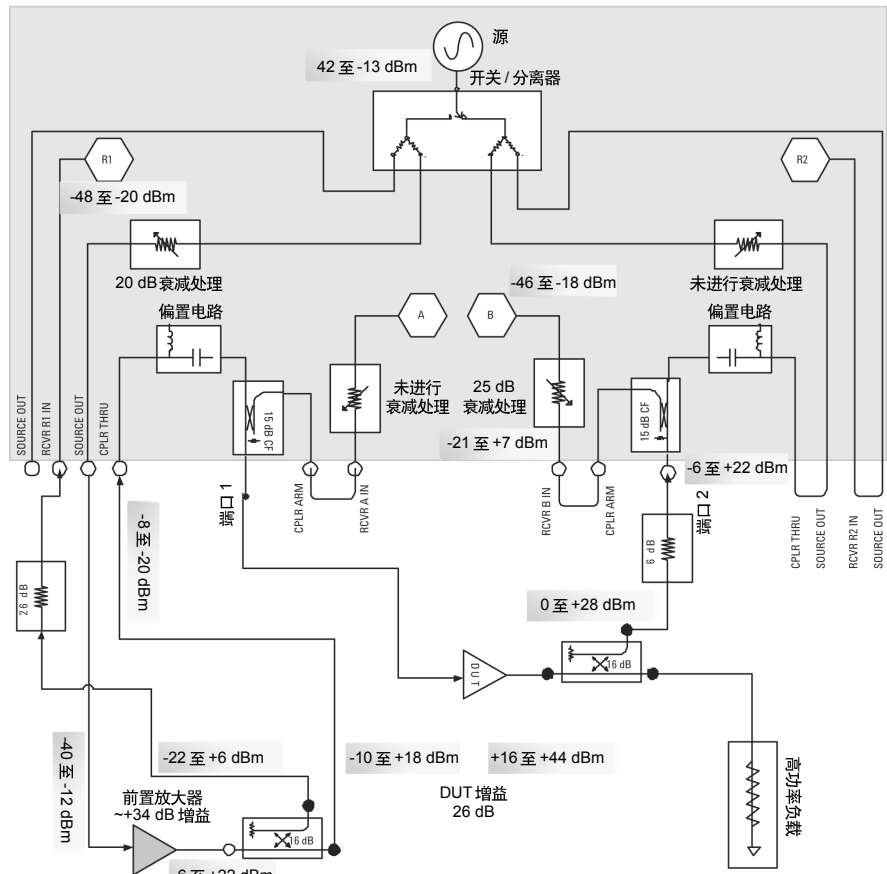 源
42 至 -13 dBm
开关 / 分离器
R1
R2
-48 至 -20 dBm
20 dB 衰减处理
-46 至 -18 dBm
未进行衰减处理
偏置电路
偏置电路
A
B
未进行
衰减处理
25 dB
衰减处理
15 dB CF
15 dB CF
-21 至 +7 dBm
-6 至 +22 dBm
SOURCE OUT
RCVR R1 IN
SOURCE OUT
CPLR THRU
端口 1
CPLR ARM
RCVR A IN
RCVR B IN
CPLR ARM
端口 2
CPLR THRU
SOURCE OUT
RCVR R2 IN
SOURCE OUT
-8 至 -20 dBm
26 dB
6 dB
0 至 +28 dBm
DUT
16 dB
-40 至 -12 dBm
-22 至 +6 dBm
-10 至 +18 dBm
+16 至 +44 dBm
DUT 增益
26 dB
前置放大器
~+34 dB 增益
16 dB
高功率负载